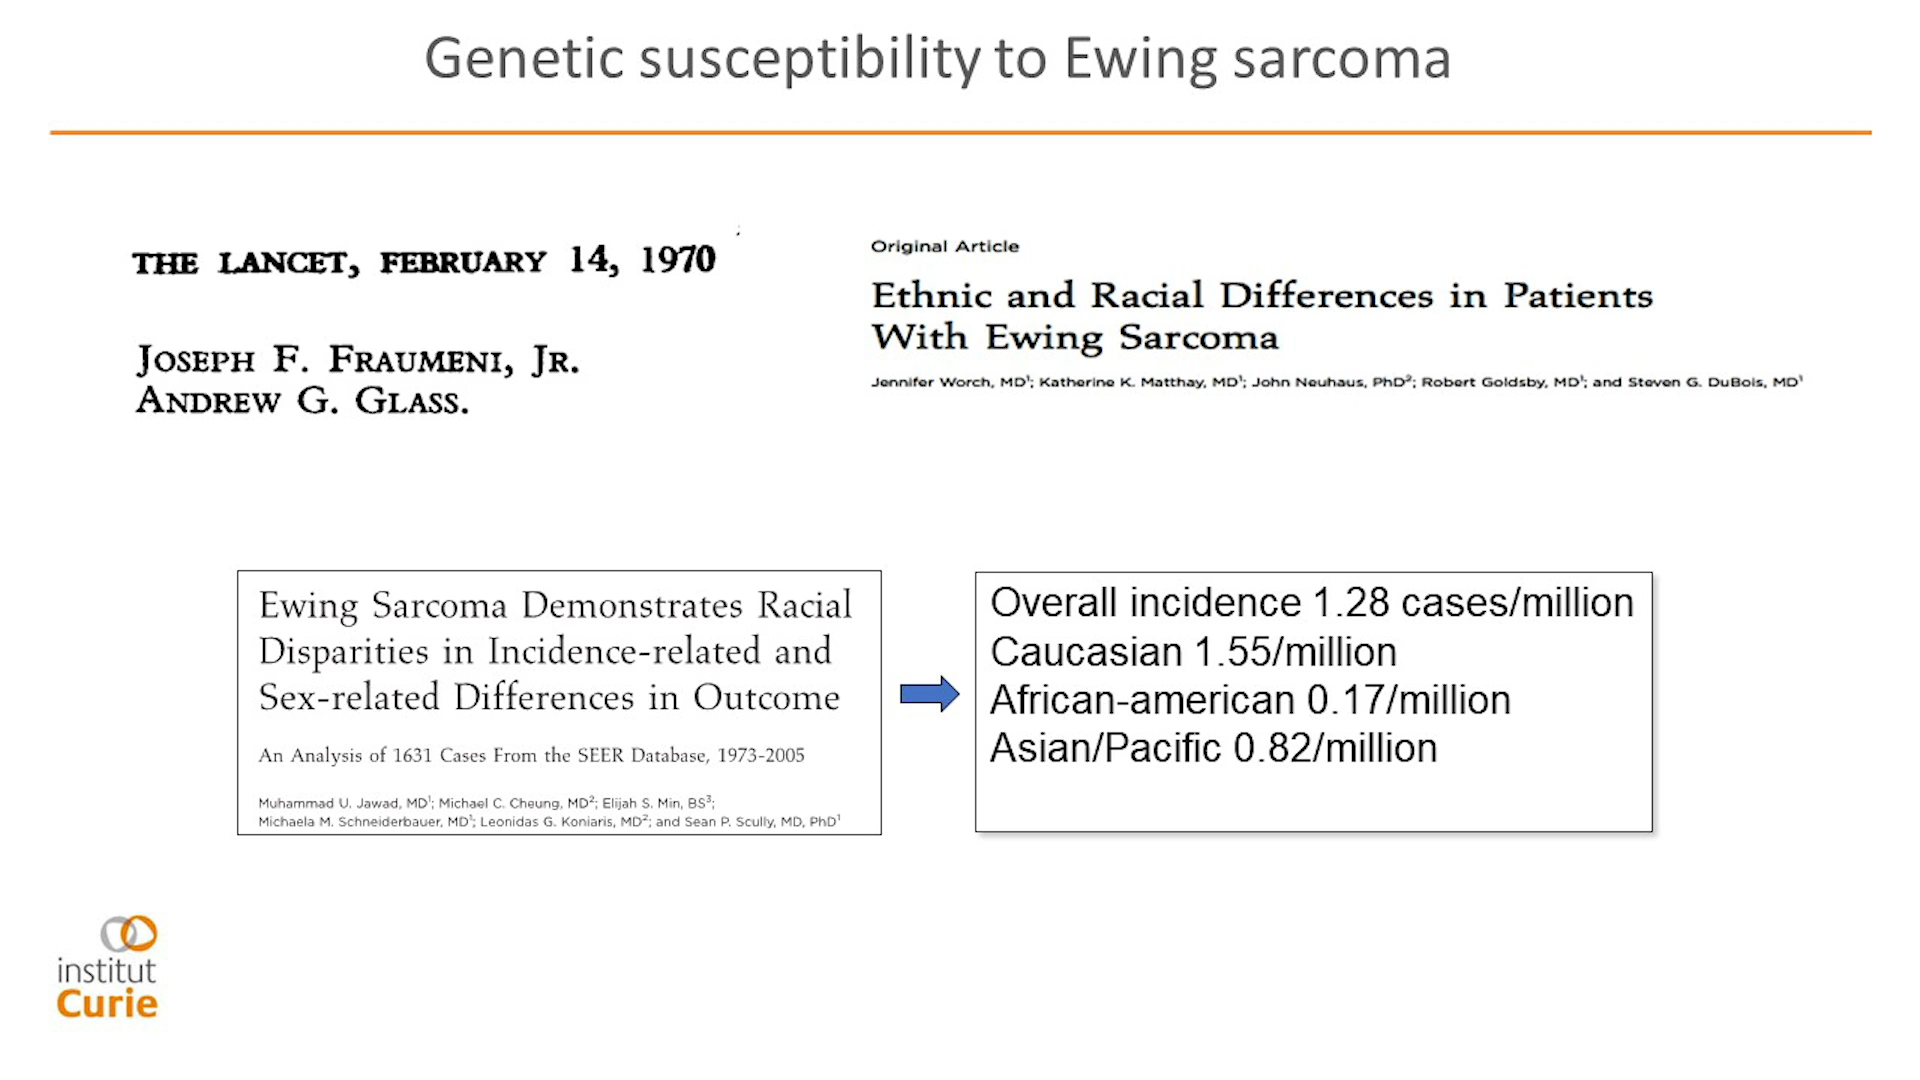 Genetic susceptibility to Ewing sarcoma
THE LANCET, FEBRUARY 14, 1970
JOSEPH F. FRAUMENI, JR.
ANDREW G. GLASS.
Original Article
Ethnic and Racial Differences in Patients
With Ewing Sarcoma
Jennifer Worch, MD¹; Katherine K. Matthay, MD¹; John Neuhaus, PhD²; Robert Goldsby, MD¹; and Steven G. DuBois, MD¹
Ewing Sarcoma Demonstrates Racial
Disparities in Incidence-related and
Sex-related Differences in Outcome
An Analysis of 1631 Cases From the SEER Database, 1973-2005
Muhammad U. Jawad, MD¹; Michael C. Cheung, MD²; Elijah S. Min, BS³;
Michaela M. Schneiderbauer, MD¹; Leonidas G. Koniaris, MD²; and Sean P. Scully, MD, PhD¹
Overall incidence 1.28 cases/million
Caucasian 1.55/million
African-american 0.17/million
Asian/Pacific 0.82/million
institut
Curie